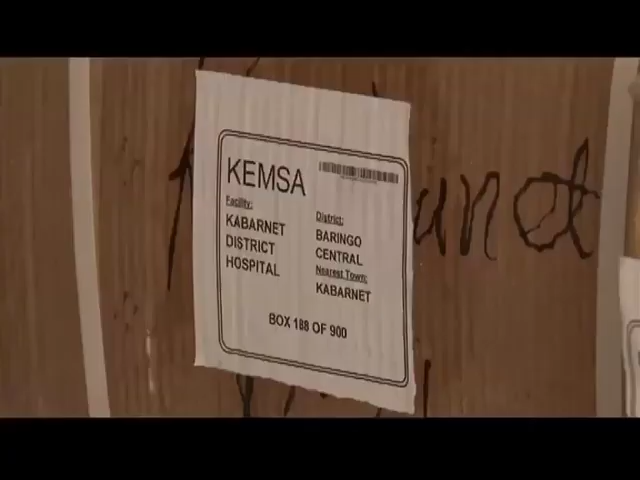 KEMSA
Facility:
KABARNET
DISTRICT
HOSPITAL
District:
BARINGO
CENTRAL
Nearest Town:
KABARNET
BOX 188 OF 900